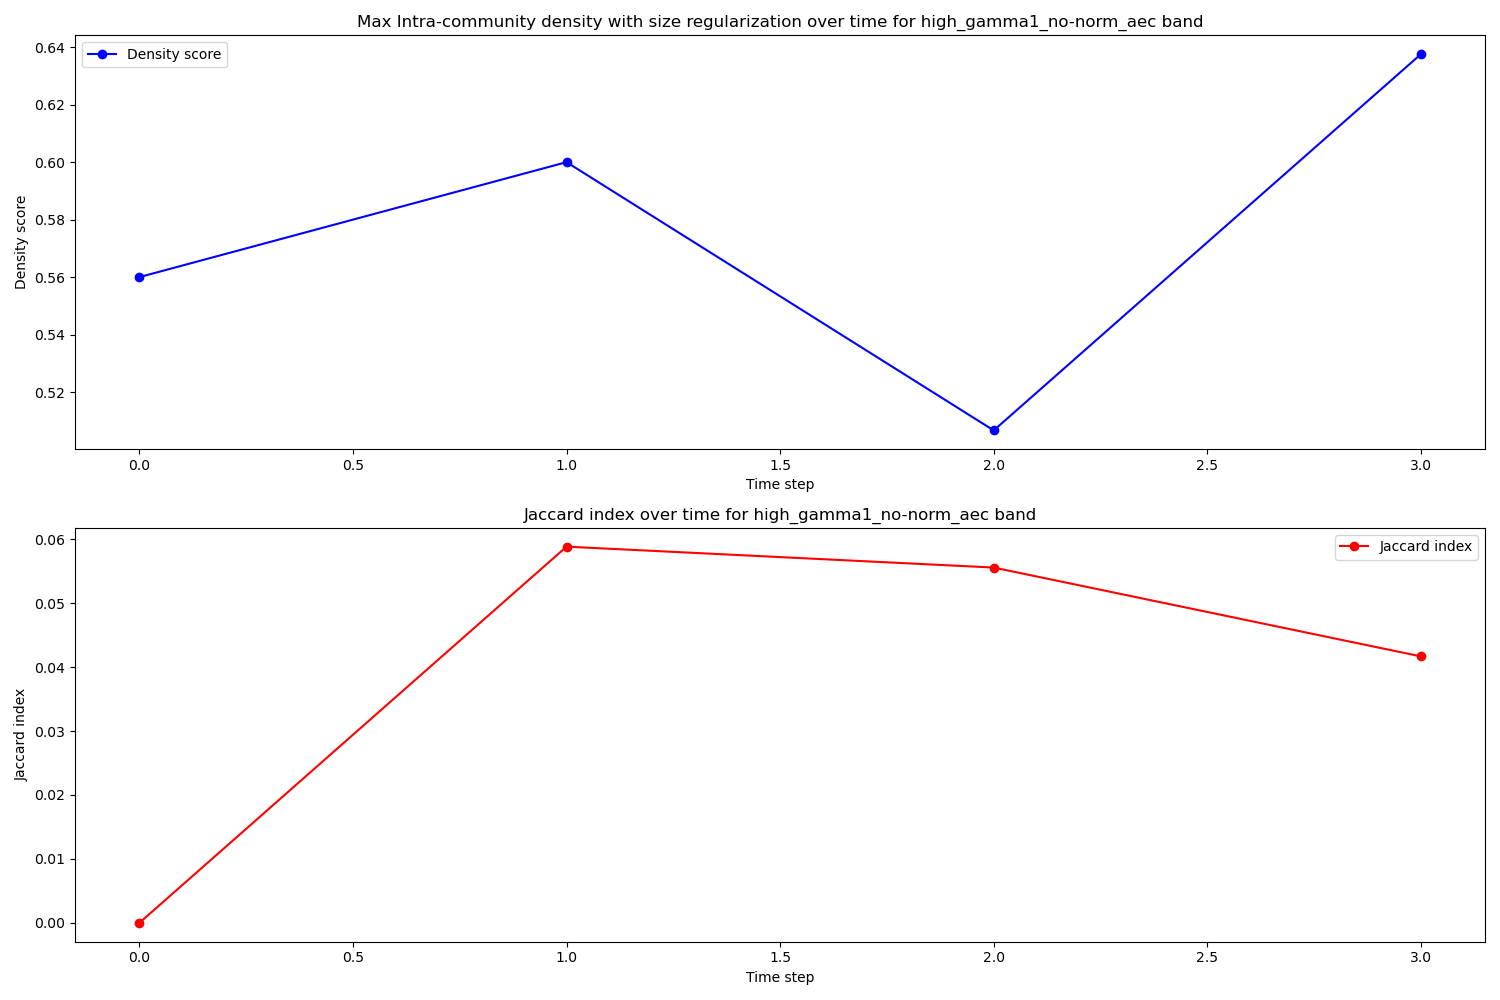 Max Intra-community density with size regularization over time for high_gamma1_no-norm_aec band
Density score
0.64
0.62
0.60
0.58
0.56
0.54
0.52
Density score
0.0 0.5 1.0 1.5 2.0 2.5 3.0
Time step
Jaccard index over time for high_gamma1_no-norm_aec band
Jaccard index
0.06
0.05
0.04
0.03
0.02
0.01
0.00
Jaccard index
0.0 0.5 1.0 1.5 2.0 2.5 3.0
Time step